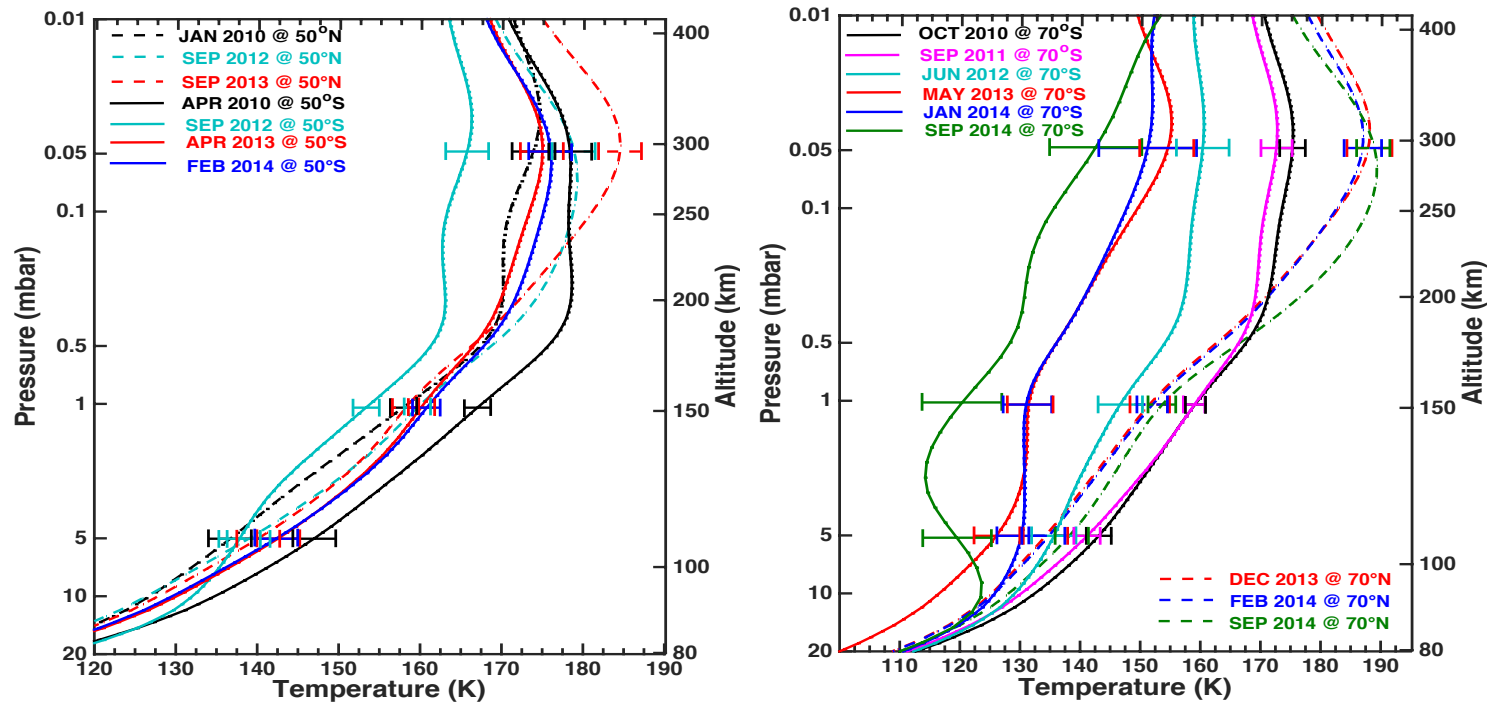 0.01
0.05
0.1
0.5
1
5
10
20
Pressure (mbar)
JAN 2010 @ 50°N
SEP 2012 @ 50°N
SEP 2013 @ 50°N
APR 2010 @ 50°S
SEP 2012 @ 50°S
APR 2013 @ 50°S
FEB 2014 @ 50°S
400
300
250
200
150
100
80
Altitude (km)
120 130 140 150 160 170 180 190
Temperature (K)
0.01
0.05
0.1
0.5
1
5
10
20
Pressure (mbar)
OCT 2010 @ 70°S
SEP 2011 @ 70°S
JUN 2012 @ 70°S
MAY 2013 @ 70°S
JAN 2014 @ 70°S
SEP 2014 @ 70°S
DEC 2013 @ 70°N
FEB 2014 @ 70°N
SEP 2014 @ 70°N
400
300
250
200
150
100
80
Altitude (km)
100 110 120 130 140 150 160 170 180 190
Temperature (K)